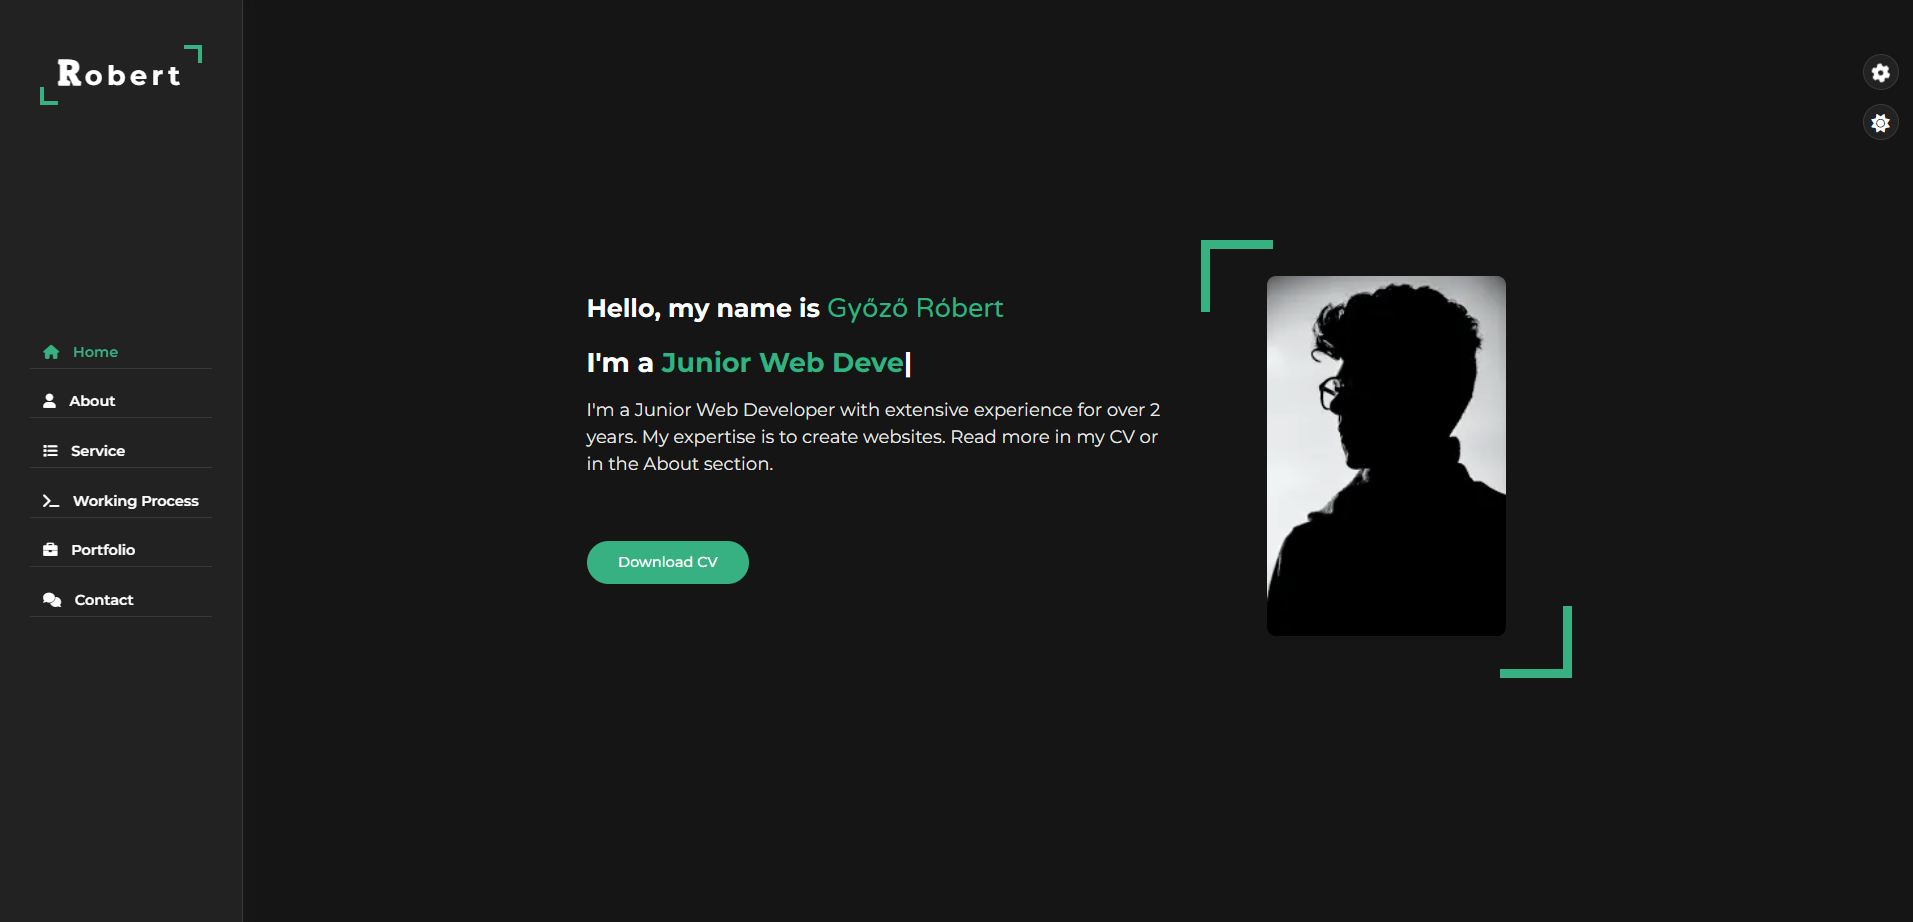 Robert
Home
About
Service
Working Process
Portfolio
Contact
Hello, my name is Győző Róbert
I'm a Junior Web Deve|
I'm a Junior Web Developer with extensive experience for over 2
years. My expertise is to create websites. Read more in my CV or
in the About section.
Download CV